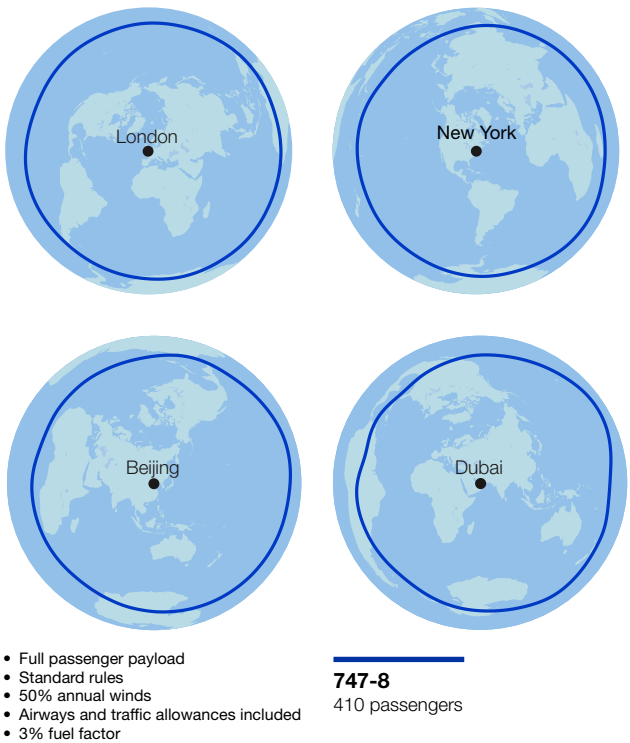 London
New York
Beijing
Dubai
• Full passenger payload
• Standard rules
• 50% annual winds
• Airways and traffic allowances included
• 3% fuel factor
747-8
410 passengers